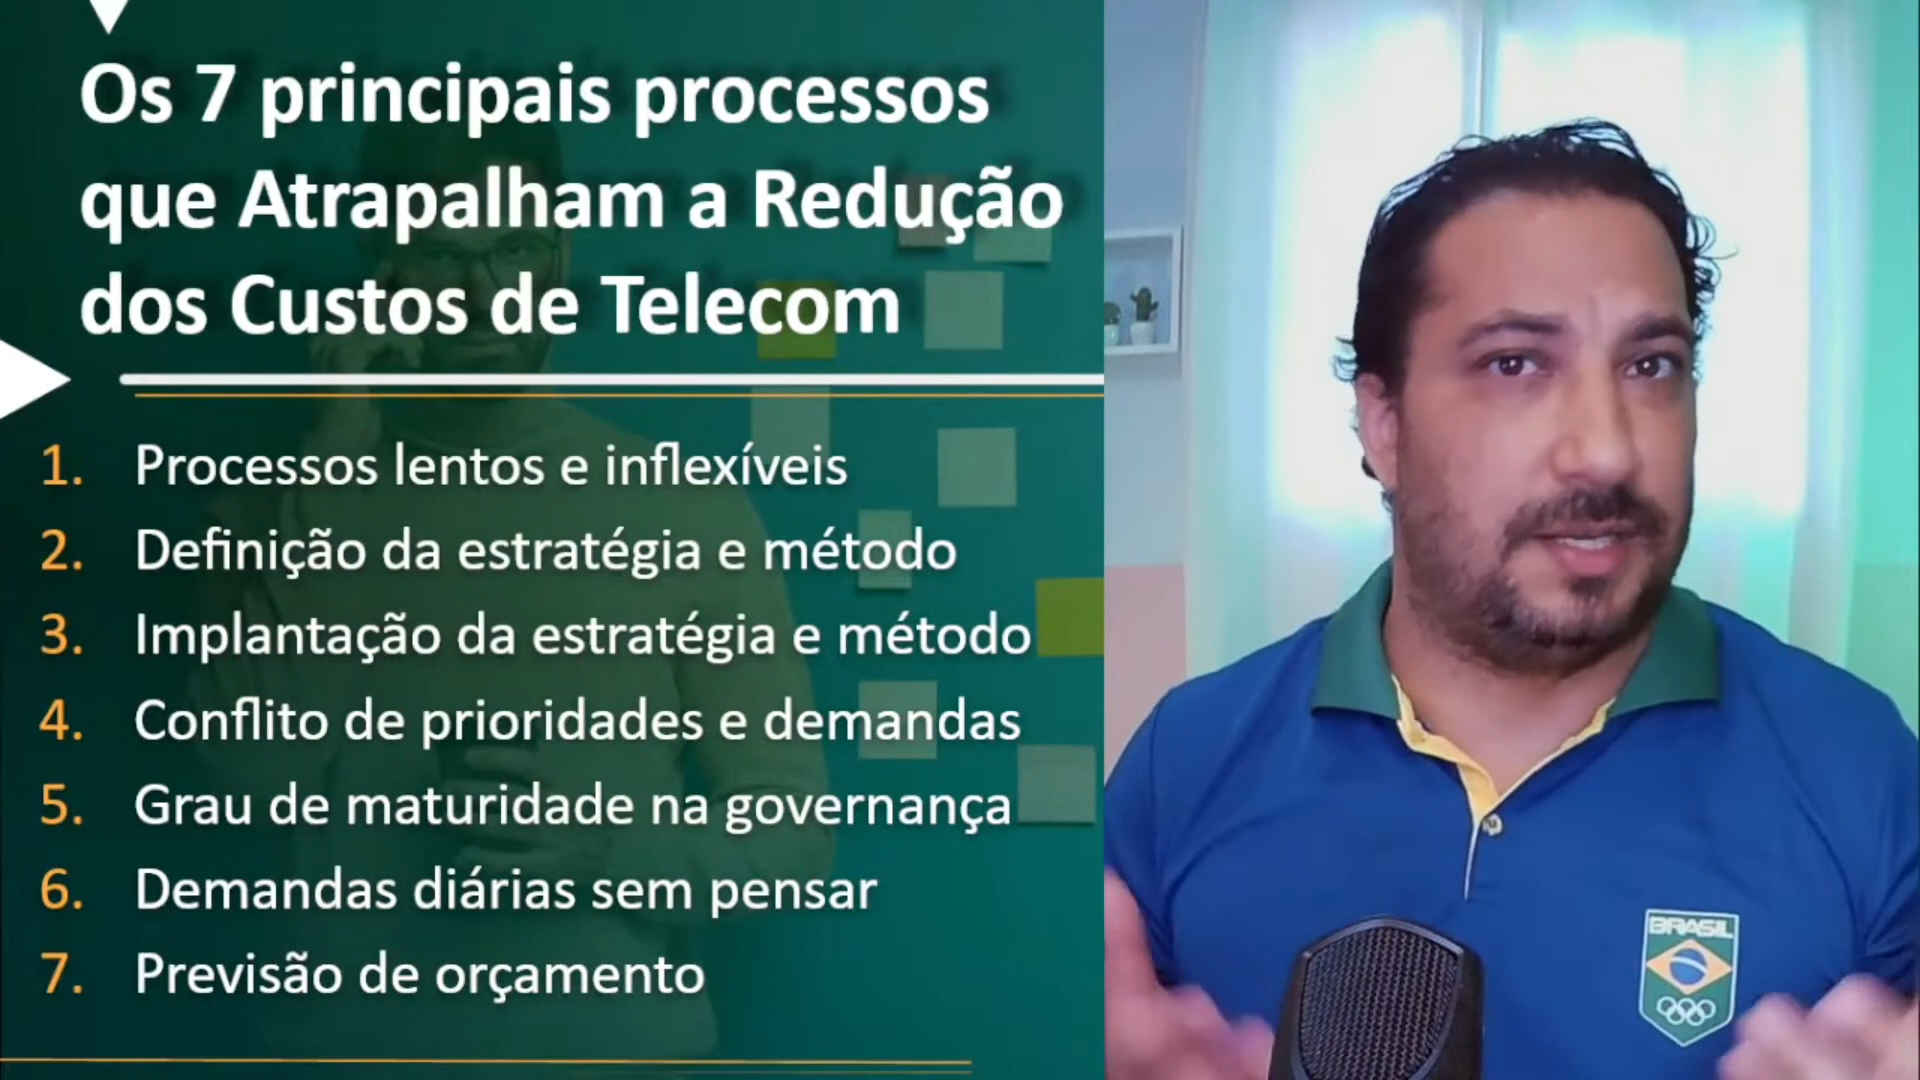 Os 7 principais processos
que Atrapalham a Redução
dos Custos de Telecom
1. Processos lentos e inflexíveis
2. Definição da estratégia e método
3. Implantação da estratégia e método
4. Conflito de prioridades e demandas
5. Grau de maturidade na governança
6. Demandas diárias sem pensar
7. Previsão de orçamento
BRASIL